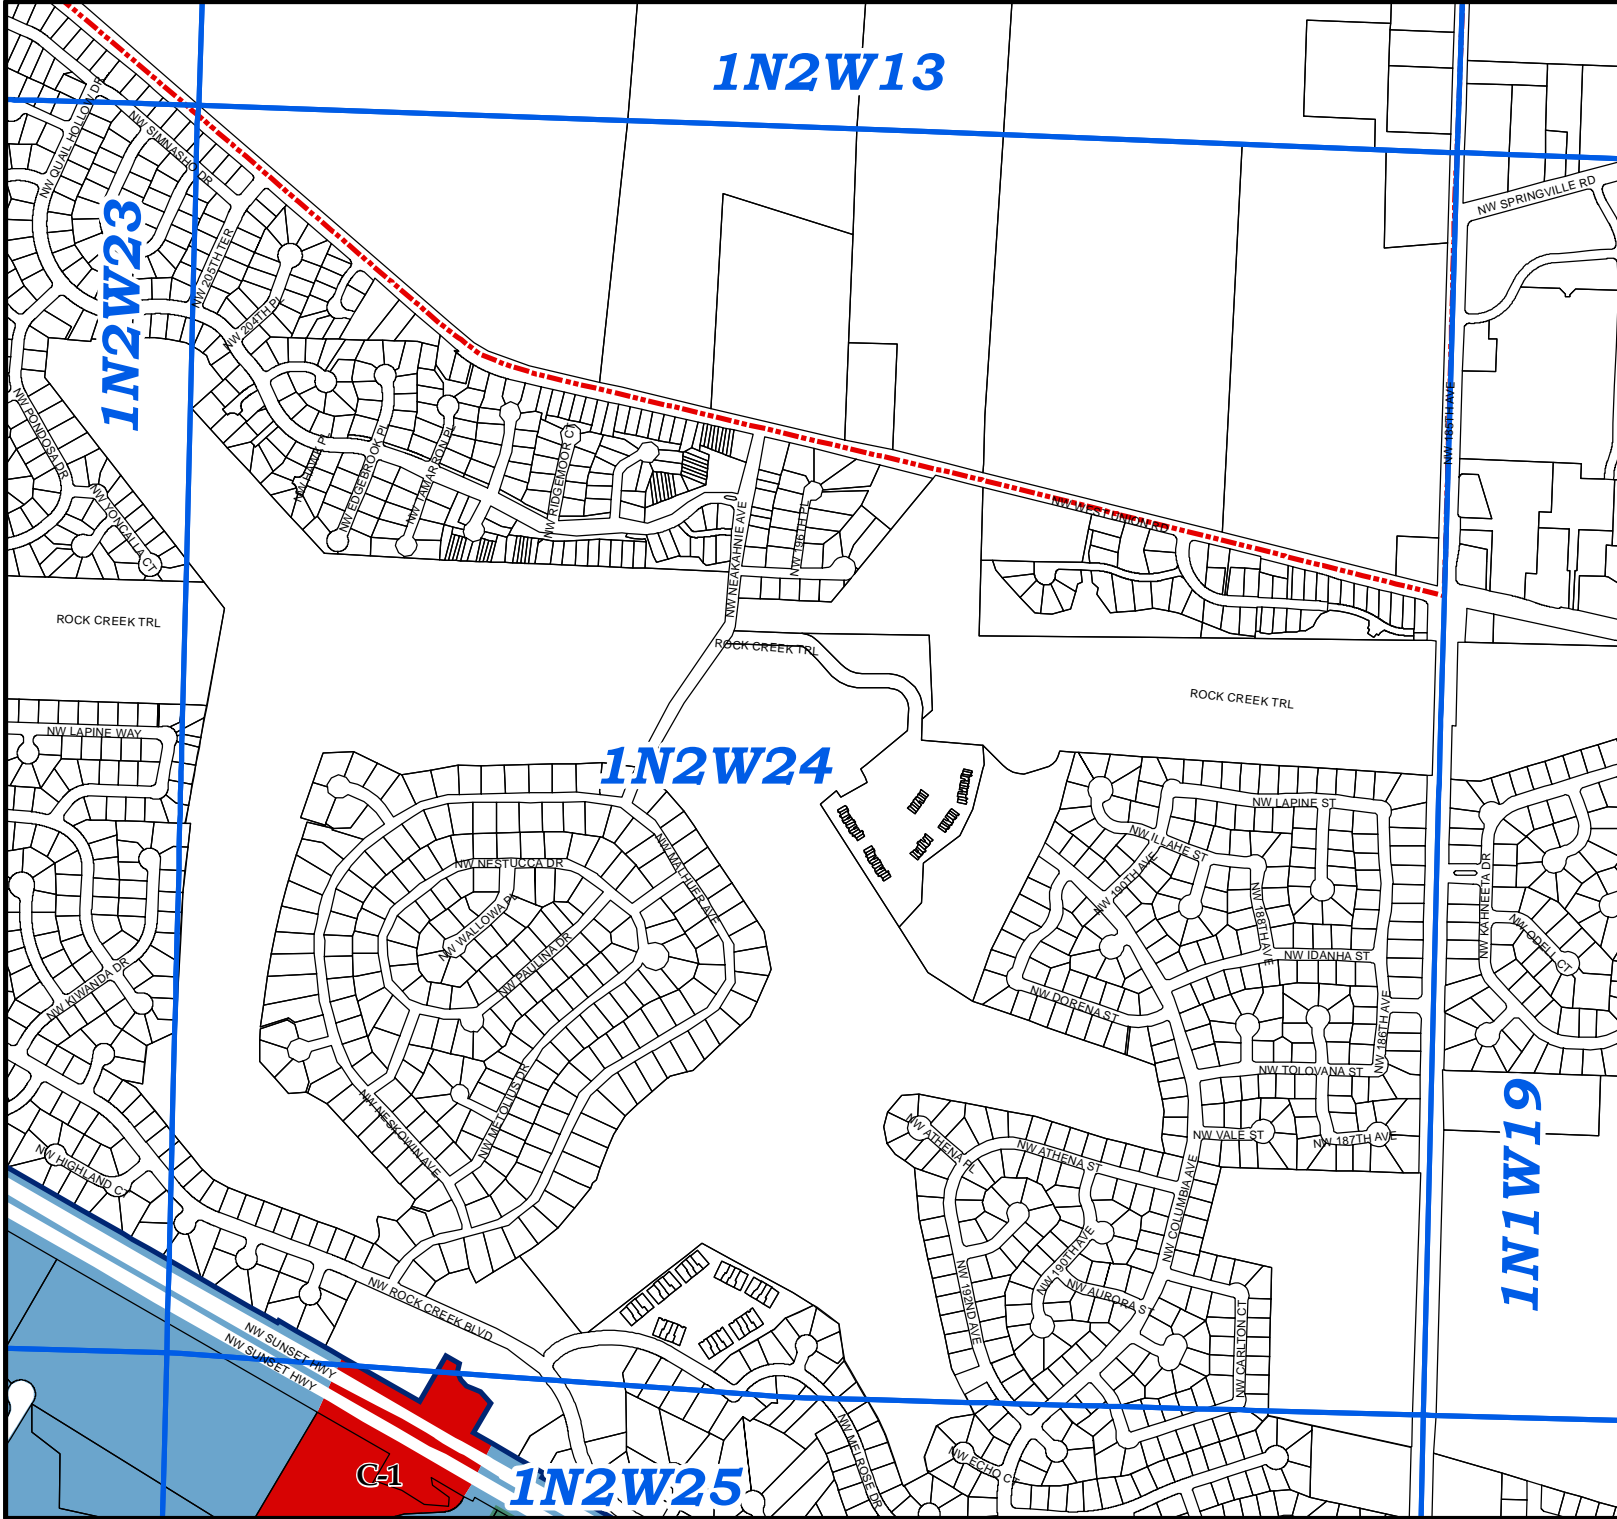 1N2W13
NW QUAIL HOLLOW DR
NW SIMNASHO DR
NW SPRINGVILLE RD
1N2W23
NW 205TH TER
NW 204TH PL
NW 185TH AVE
NW PONDOSA DR
NW EDGEBROOK PL
NW TAMARRON PL
NW RIDGEMOOR CT
NW YONCALLA CT
NW NEAKAHNIE AVE
NW 196TH PL
NW WEST UNION RD
ROCK CREEK TRL
ROCK CREEK TRL
ROCK CREEK TRL
NW LAPINE WAY
1N2W24
NW LAPINE ST
NW ILLAHE ST
NW 190TH AVE
NW MALHUER AVE
NW NESTUCCA DR
NW WALLOWA PL
NW PAULINA DR
NW 188TH AVE
NW KAHNEETA DR
NW ODELL CT
NW IDANHA ST
NW KIWANDA DR
NW DORENA ST
NW 186TH AVE
NW TOLOVANA ST
NW METOLIUS DR
NW NESKOWIN AVE
NW ATHENA PL
NW ATHENA ST
NW VALE ST
NW 187TH AVE
1N1W19
NW HIGHLAND CT
NW COLUMBIA AVE
NW 190TH AVE
NW 192ND AVE
NW AURORA ST
NW CARLTON CT
NW ROCK CREEK BLVD
NW SUNSET HWY
NW SUNSET HWY
NW MELROSE DR
NW ECHO CT
C-1
1N2W25